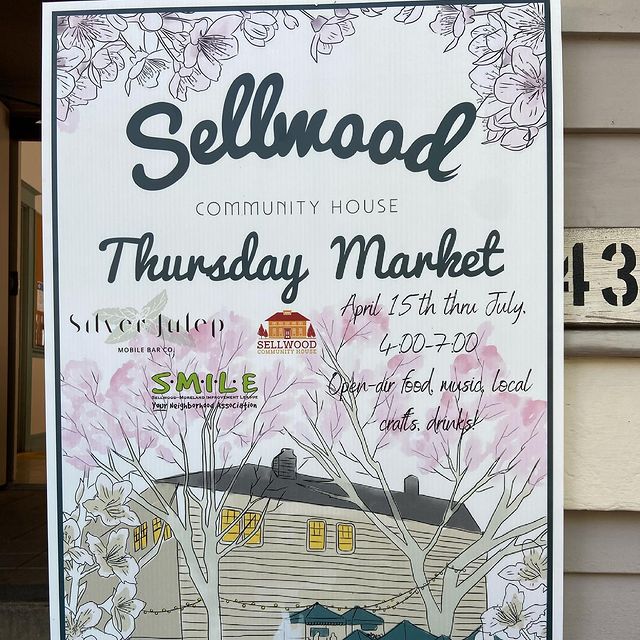 Sellwood
COMMUNITY HOUSE
Thursday Market
April 15th thru July.
4:00-7:00
Open-air food, music, local
crafts, drinks!
Silver Julep
MOBILE BAR CO.
SELLWOOD
COMMUNITY HOUSE
S·M·I·L·E
SELLWOOD-MORELAND IMPROVEMENT LEAGUE
Your Neighborhood Association
43